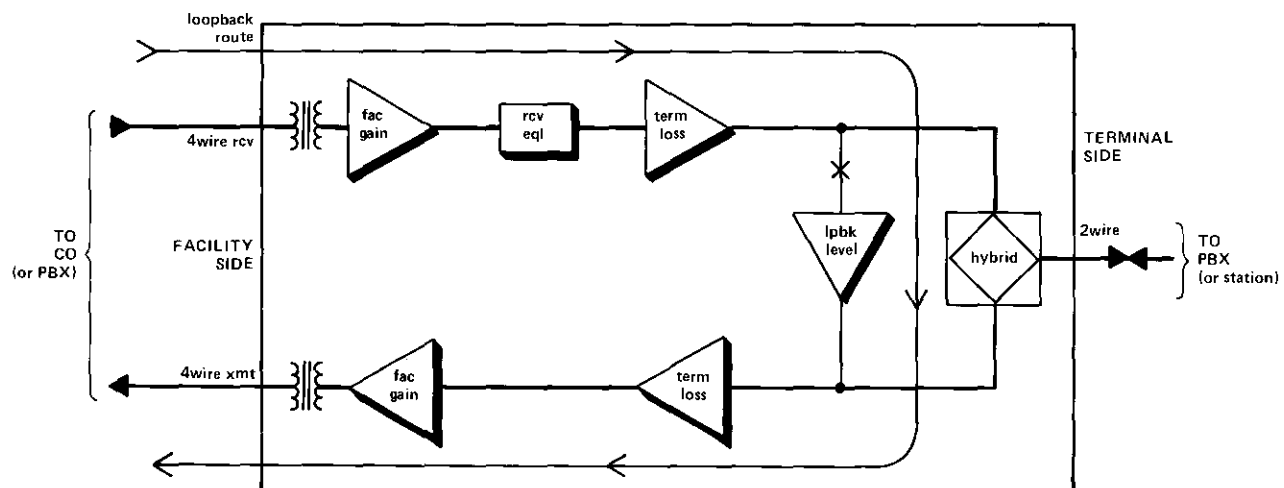 loopback
route
4wire rcv
fac
gain
rcv
eql
term
loss
TERMINAL
SIDE
TO
CO
(or PBX)
FACILITY
SIDE
lpbk
level
hybrid
2wire
TO
PBX
(or station)
4wire xmt
fac
gain
term
loss